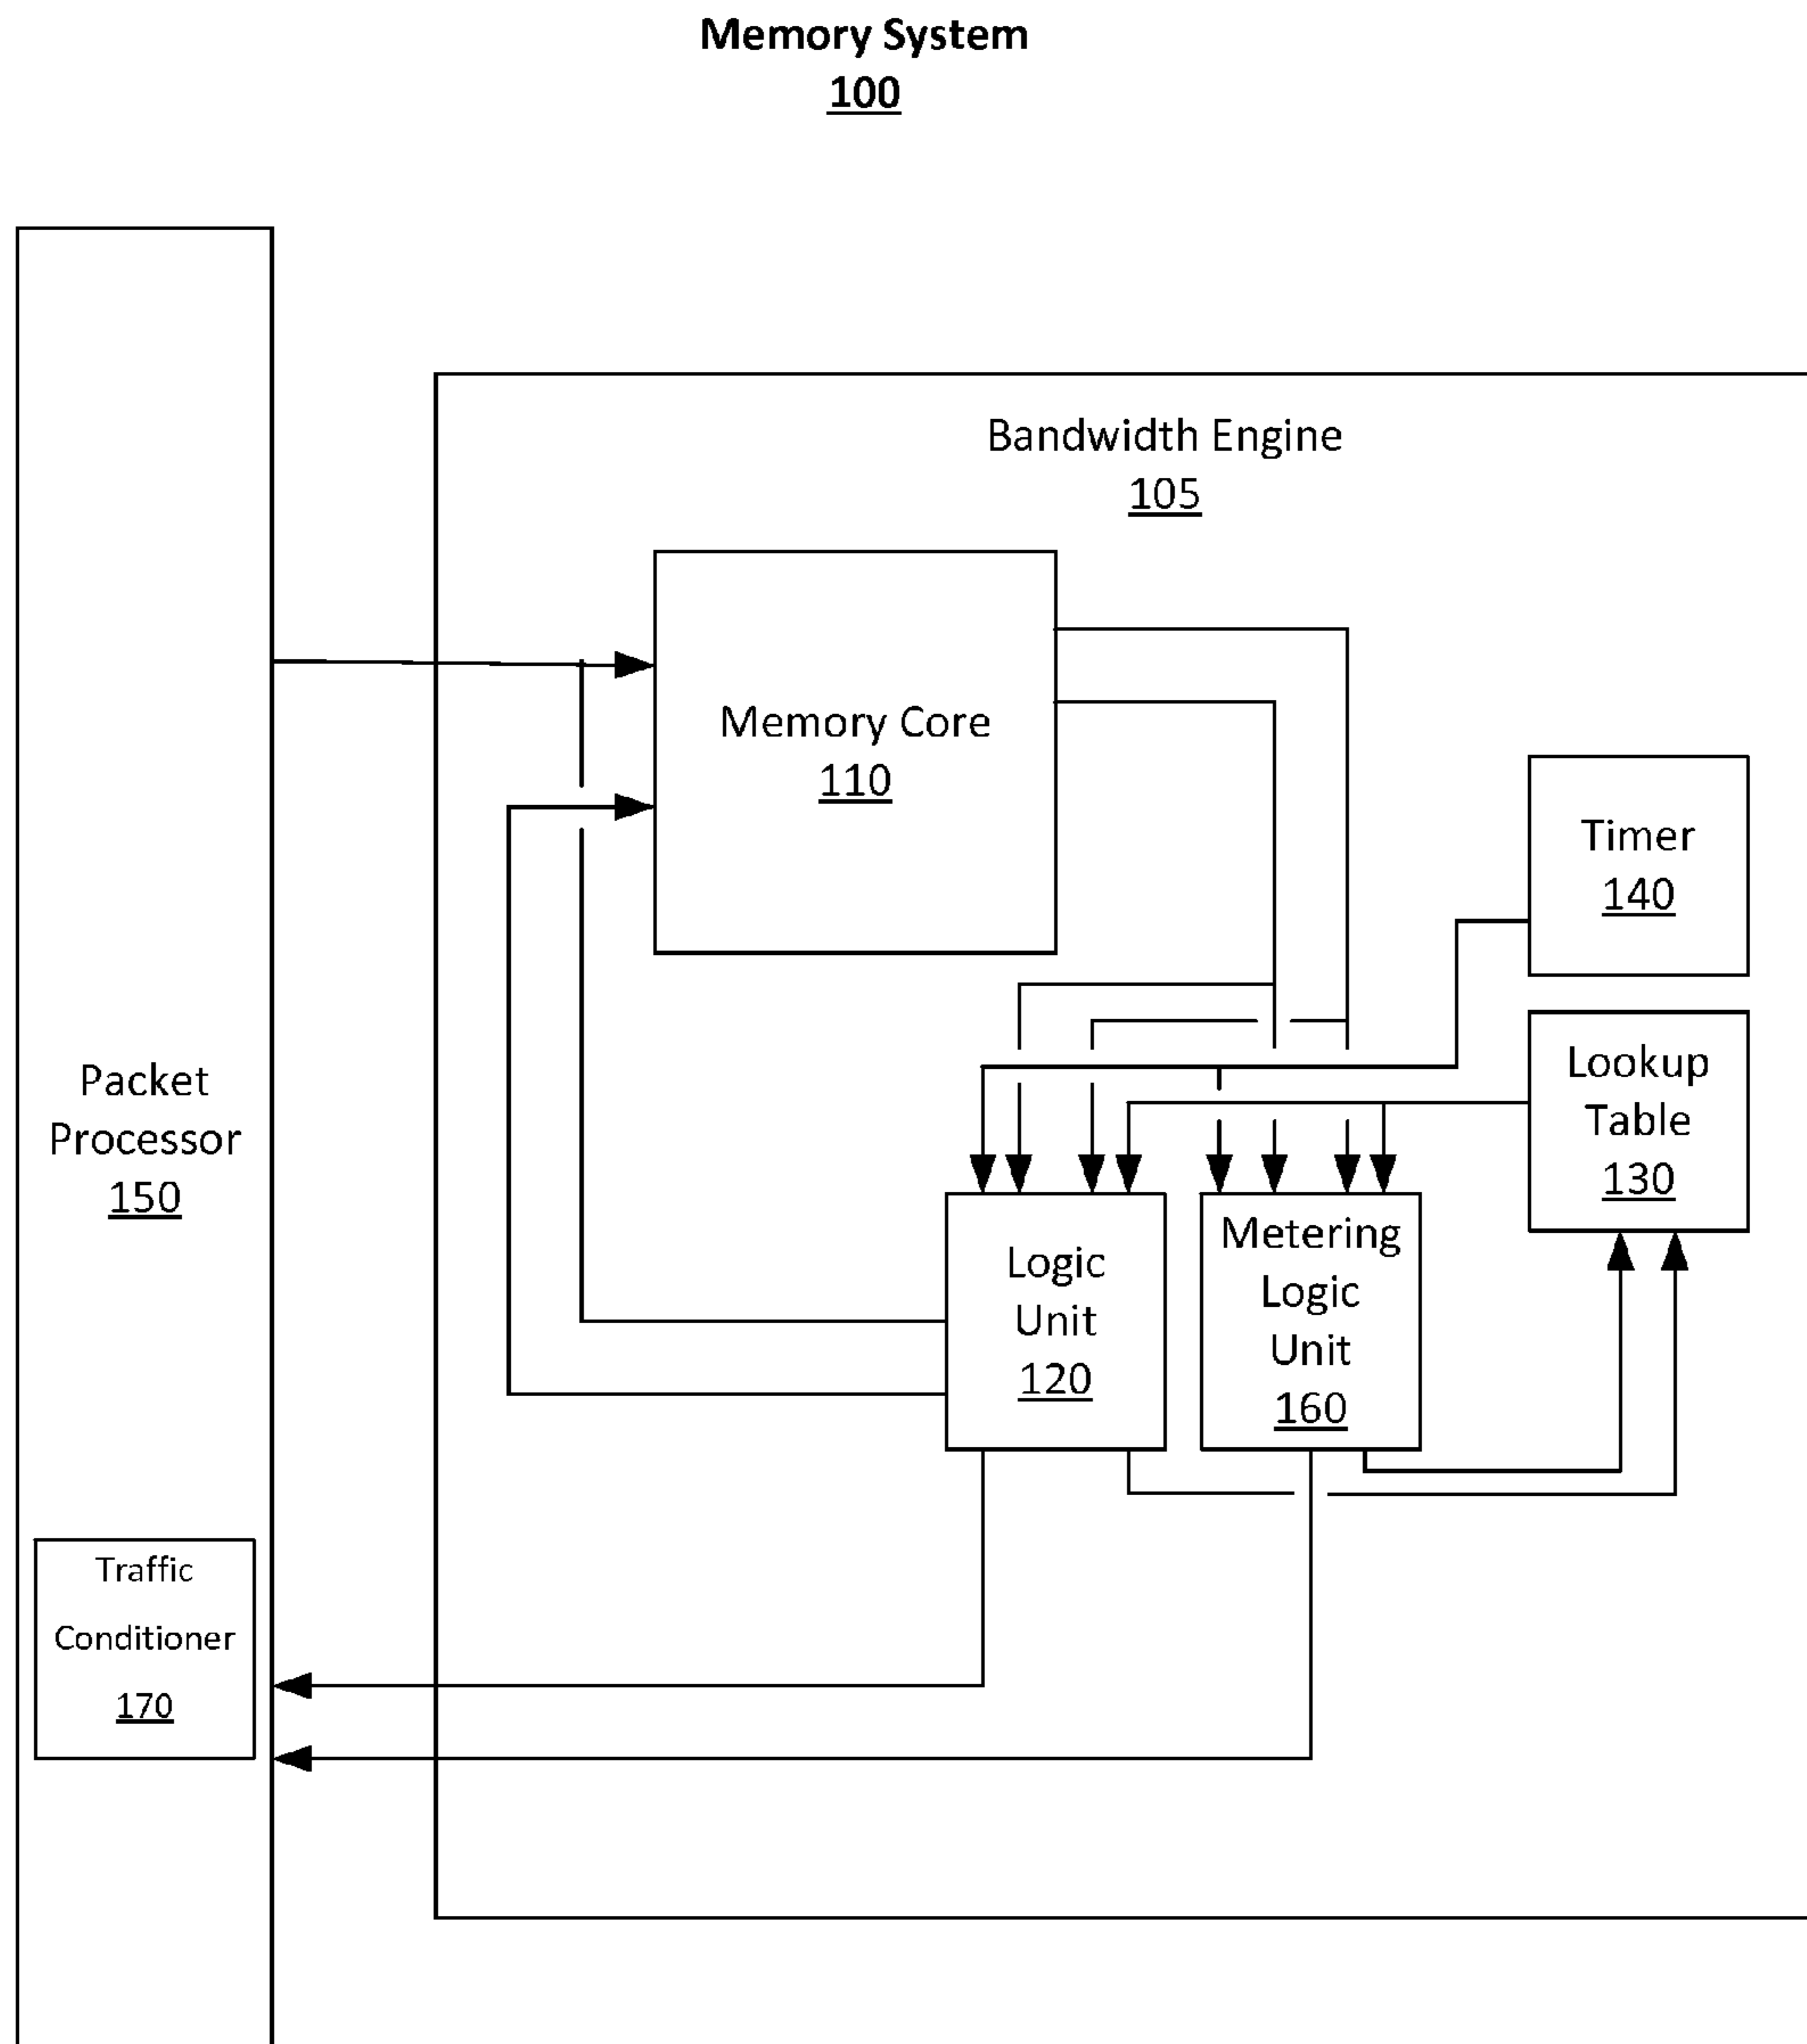 Memory System
100
Bandwidth Engine
105
Memory Core
110
Timer
140
Lookup
Table
130
Packet
Processor
150
Logic
Unit
120
Metering
Logic
Unit
160
Traffic
Conditioner
170